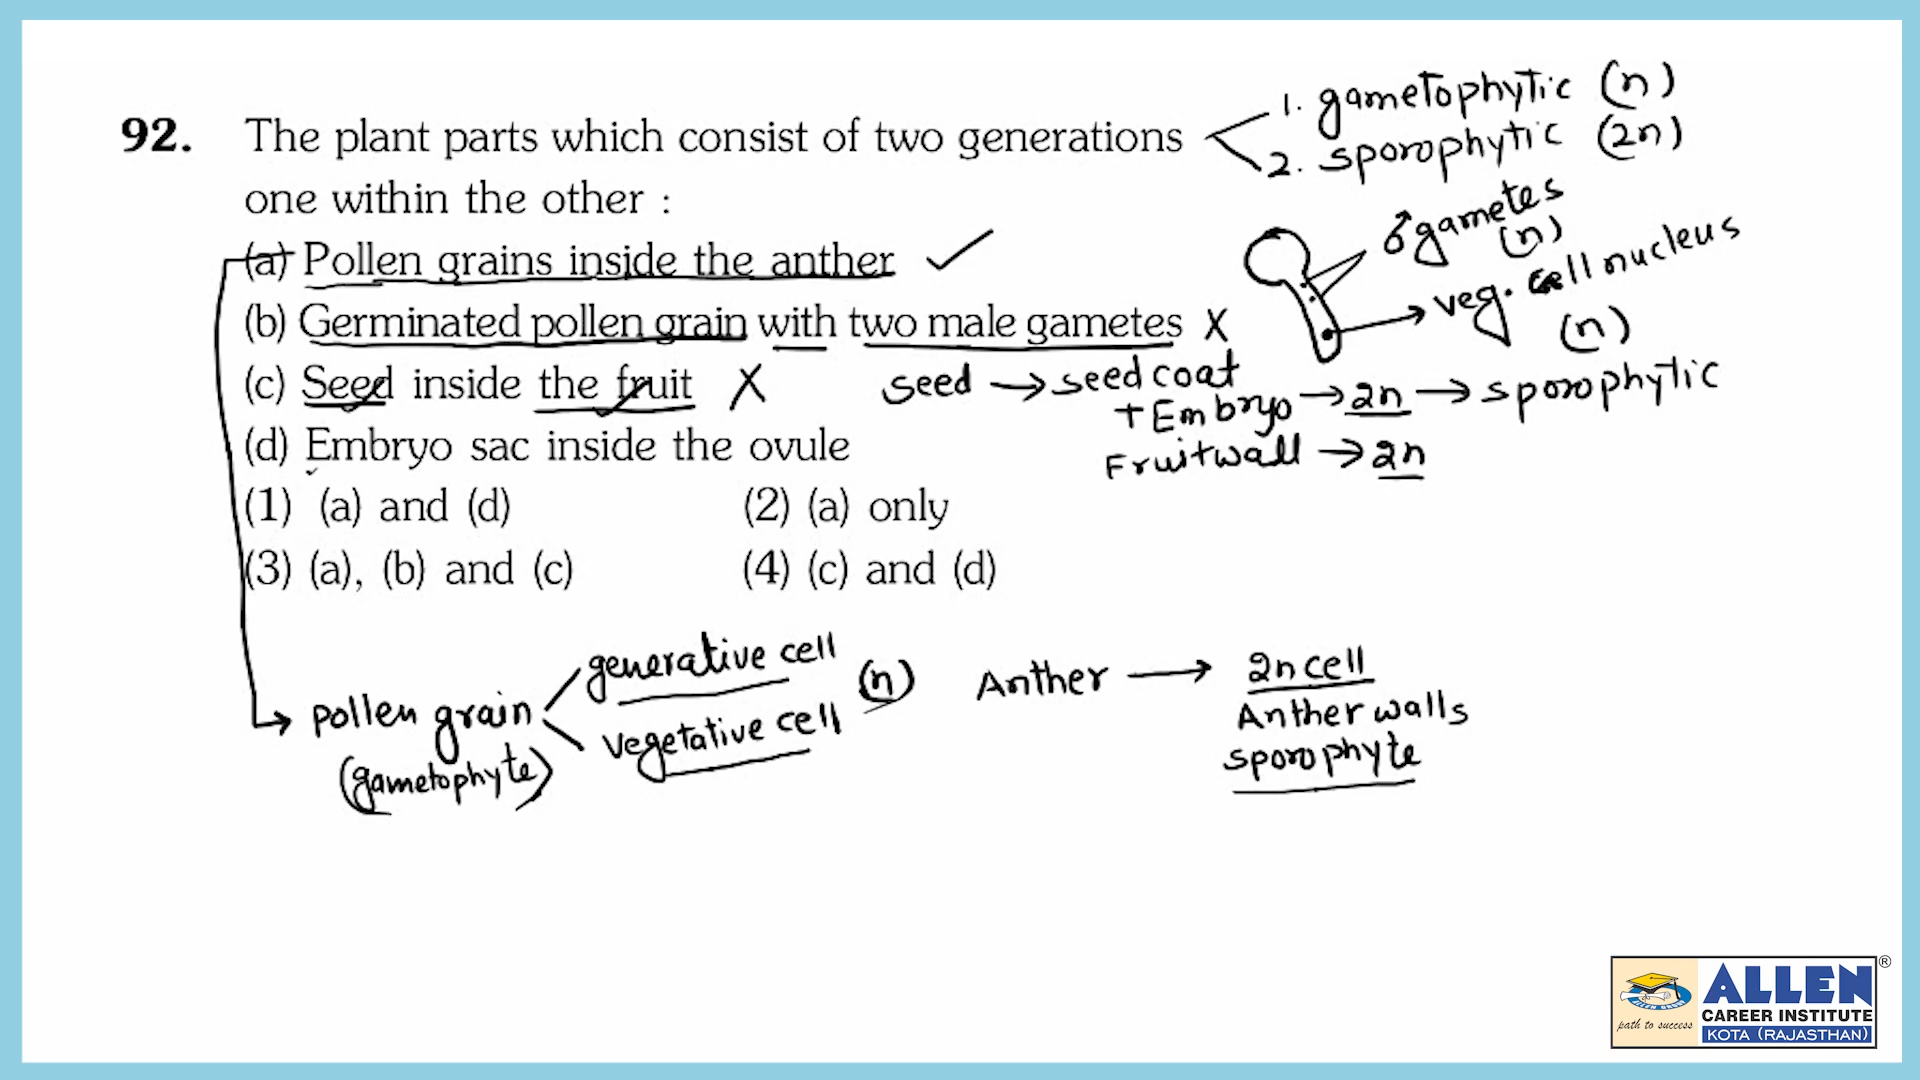 92. The plant parts which consist of two generations
one within the other :
1. gametophytic (n)
2. sporophytic (2n)
(a) Pollen grains inside the anther ✓
(b) Germinated pollen grain with two male gametes X
(c) Seed inside the fruit X
(d) Embryo sac inside the ovule
(1) (a) and (d) (2) (a) only
(3) (a), (b) and (c) (4) (c) and (d)
♂gametes
(n)
veg. cell nucleus
(n)
seed → seed coat
+ Embryo → 2n → sporophytic
Fruitwall → 2n
pollen grain
(gametophyte)
generative cell
vegetative cell
(n)
Anther → 2n cell
Anther walls
sporophyte
ALLEN ®
CAREER INSTITUTE
KOTA (RAJASTHAN)
path to success